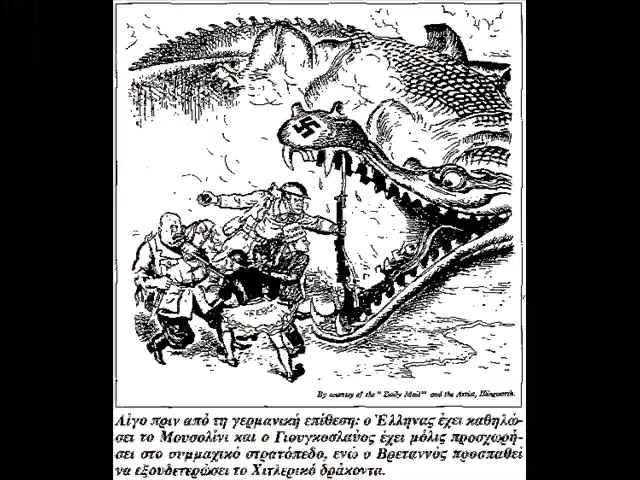 GREECE
By courtesy of the "Daily Mail" and the Artist, Illingworth.
Λίγο πριν από τη γερμανική επίθεση: ο Έλληνας έχει καθηλώ-
σει το Μουσολίνι και ο Γιουγκοσλαύος έχει μόλις προσχωρή-
σει στο συμμαχικό στρατόπεδο, ενώ ο Βρεταννός προσπαθεί
να εξουδετερώσει το Χιτλερικό δράκοντα.